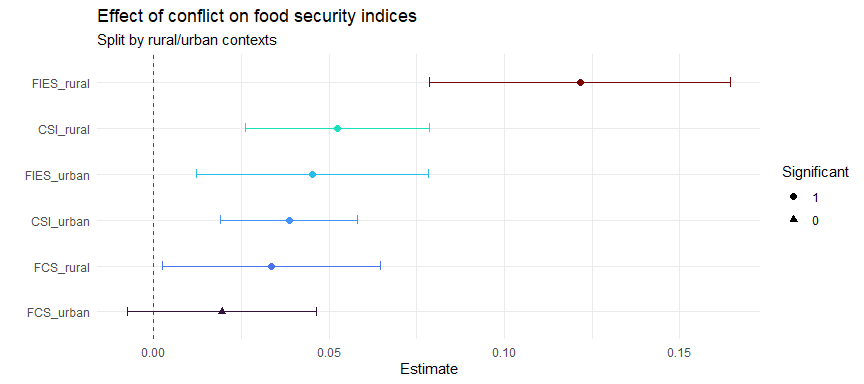 Effect of conflict on food security indices
Split by rural/urban contexts
FIES_rural
CSI_rural
FIES_urban
CSI_urban
FCS_rural
FCS_urban
0.00
0.05
0.10
0.15
Estimate
Significant
1
0